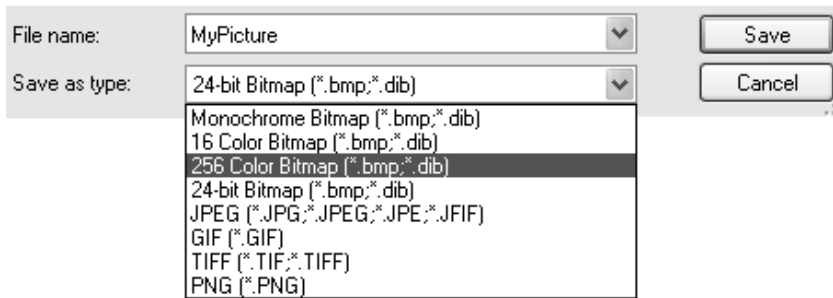 File name: MyPicture Save
Save as type: 24-bit Bitmap (*.bmp;*.dib) Cancel
Monochrome Bitmap (*.bmp;*.dib)
16 Color Bitmap (*.bmp;*.dib)
256 Color Bitmap (*.bmp;*.dib)
24-bit Bitmap (*.bmp;*.dib)
JPEG (*.JPG;*.JPEG;*.JPE;*.JFIF)
GIF (*.GIF)
TIFF (*.TIF;*.TIFF)
PNG (*.PNG)